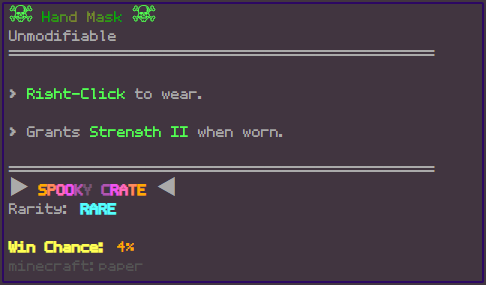 ☠ Hand Mask ☠
Unmodifiable
> Right-Click to wear.
> Grants Strength II when worn.
▶ SPOOKY CRATE ◀
Rarity: RARE
Win Chance: 4%
minecraft:paper